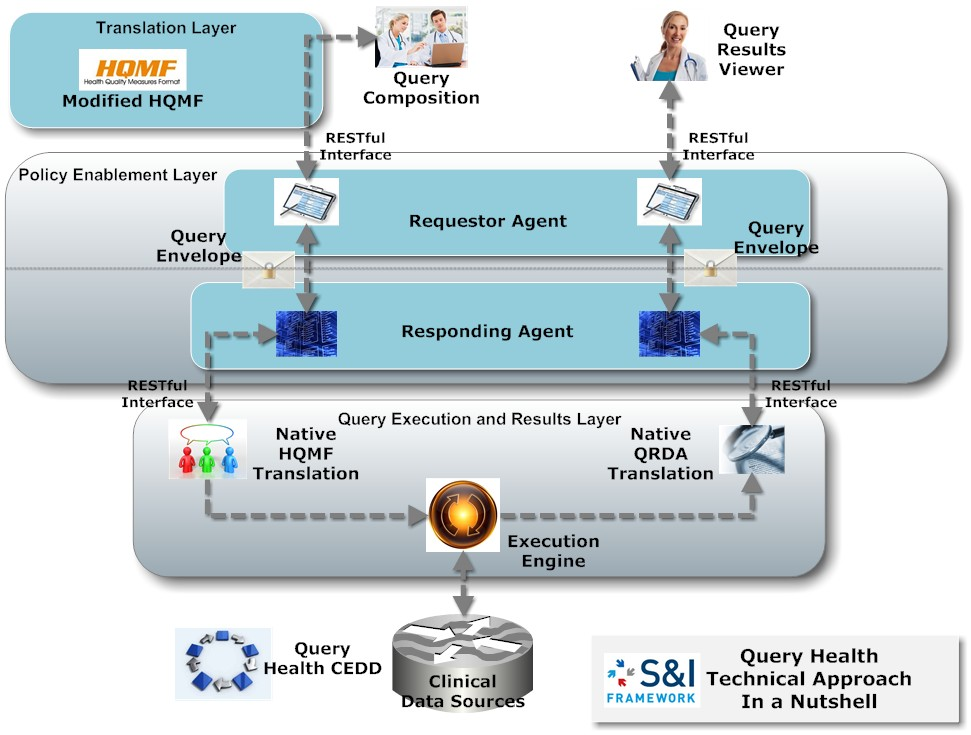 Translation Layer
HQMF
Health Quality Measures Format
Modified HQMF
Query
Composition
Query
Results
Viewer
RESTful
Interface
RESTful
Interface
Policy Enablement Layer
Requestor Agent
Query
Envelope
Query
Envelope
Responding Agent
RESTful
Interface
RESTful
Interface
Query Execution and Results Layer
Native
HQMF
Translation
Native
QRDA
Translation
Execution
Engine
Query
Health CEDD
Clinical
Data Sources
S&I
FRAMEWORK
Query Health
Technical Approach
In a Nutshell